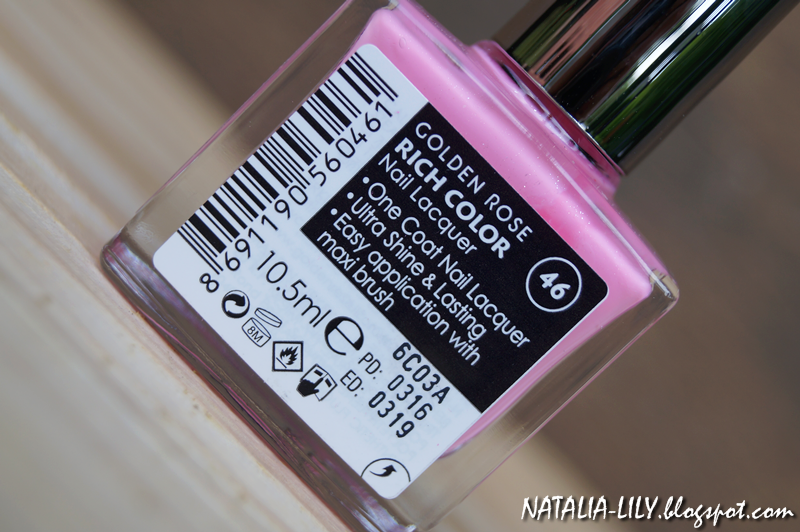 GOLDEN ROSE
RICH COLOR
Nail Lacquer
•One Coat Nail Lacquer
•Ultra Shine & Lasting
•Easy application with
maxi brush
46
8 691190 560461
10.5ml e
8M
6C03A
PD: 0316
ED: 0319
NATALIA-LILY.blogspot.com